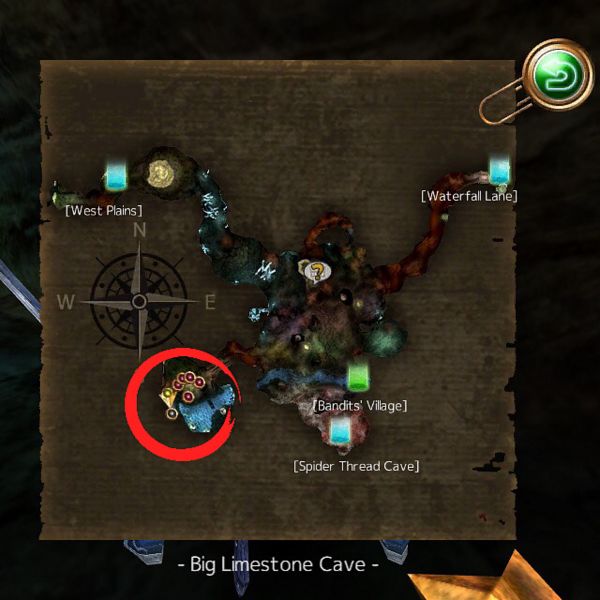 [West Plains]
[Waterfall Lane]
N
W
E
?
[Bandits' Village]
[Spider Thread Cave]
- Big Limestone Cave -